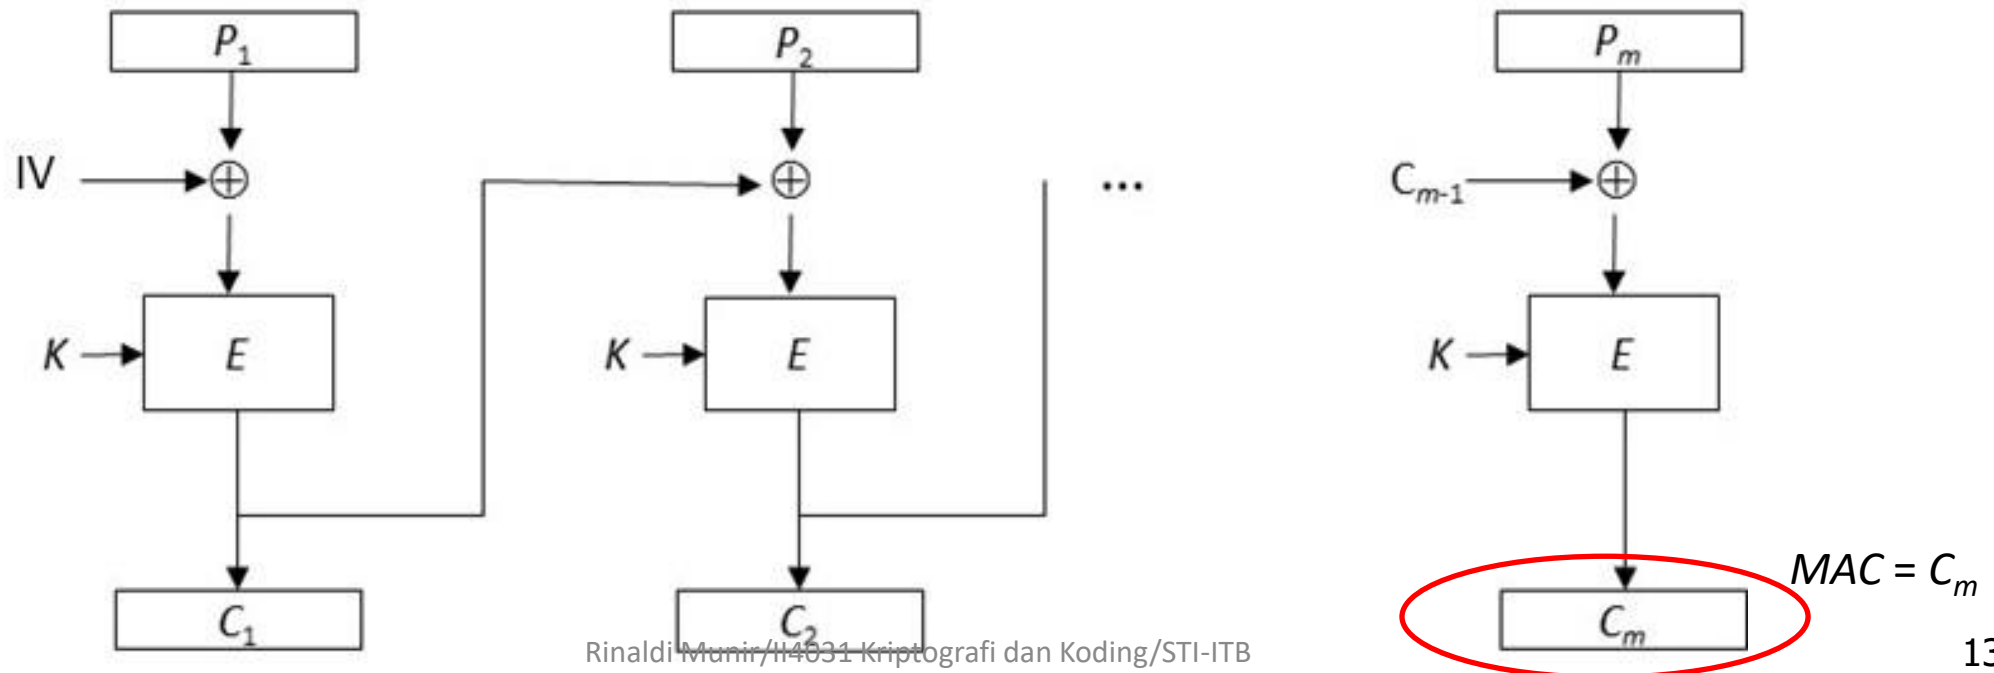 P₁ P₂ Pₘ
IV ⊕ ⊕ ... Cₘ₋₁ ⊕
K E K E K E
MAC = Cₘ
C₁ C₂ Cₘ
Rinaldi Munir/II4031 Kriptografi dan Koding/STI-ITB
13